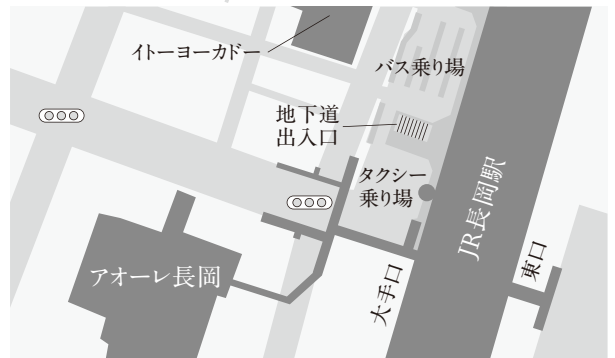 イトーヨーカドー
バス乗り場
地下道
出入口
タクシー
乗り場
JR長岡駅
アオーレ長岡
大手口
東口